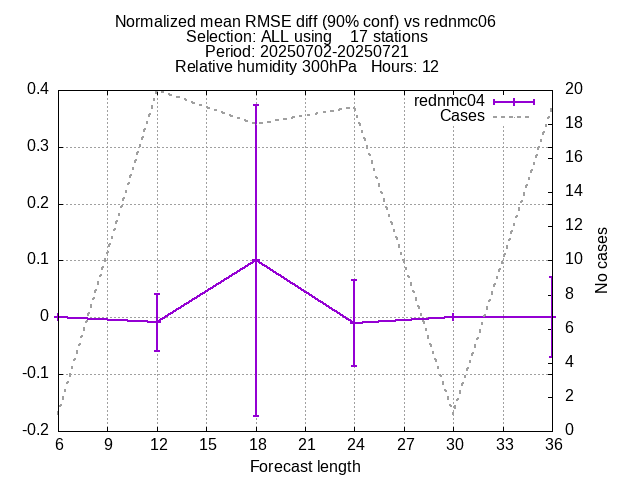 Normalized mean RMSE diff (90% conf) vs rednmc06
Selection: ALL using    17 stations
Period: 20250702-20250721
Relative humidity 300hPa   Hours: 12
rednmc04
Cases
0.4
0.3
0.2
0.1
0
-0.1
-0.2
20
18
16
14
12
10
8
6
4
2
0
No cases
6 9 12 15 18 21 24 27 30 33 36
Forecast length